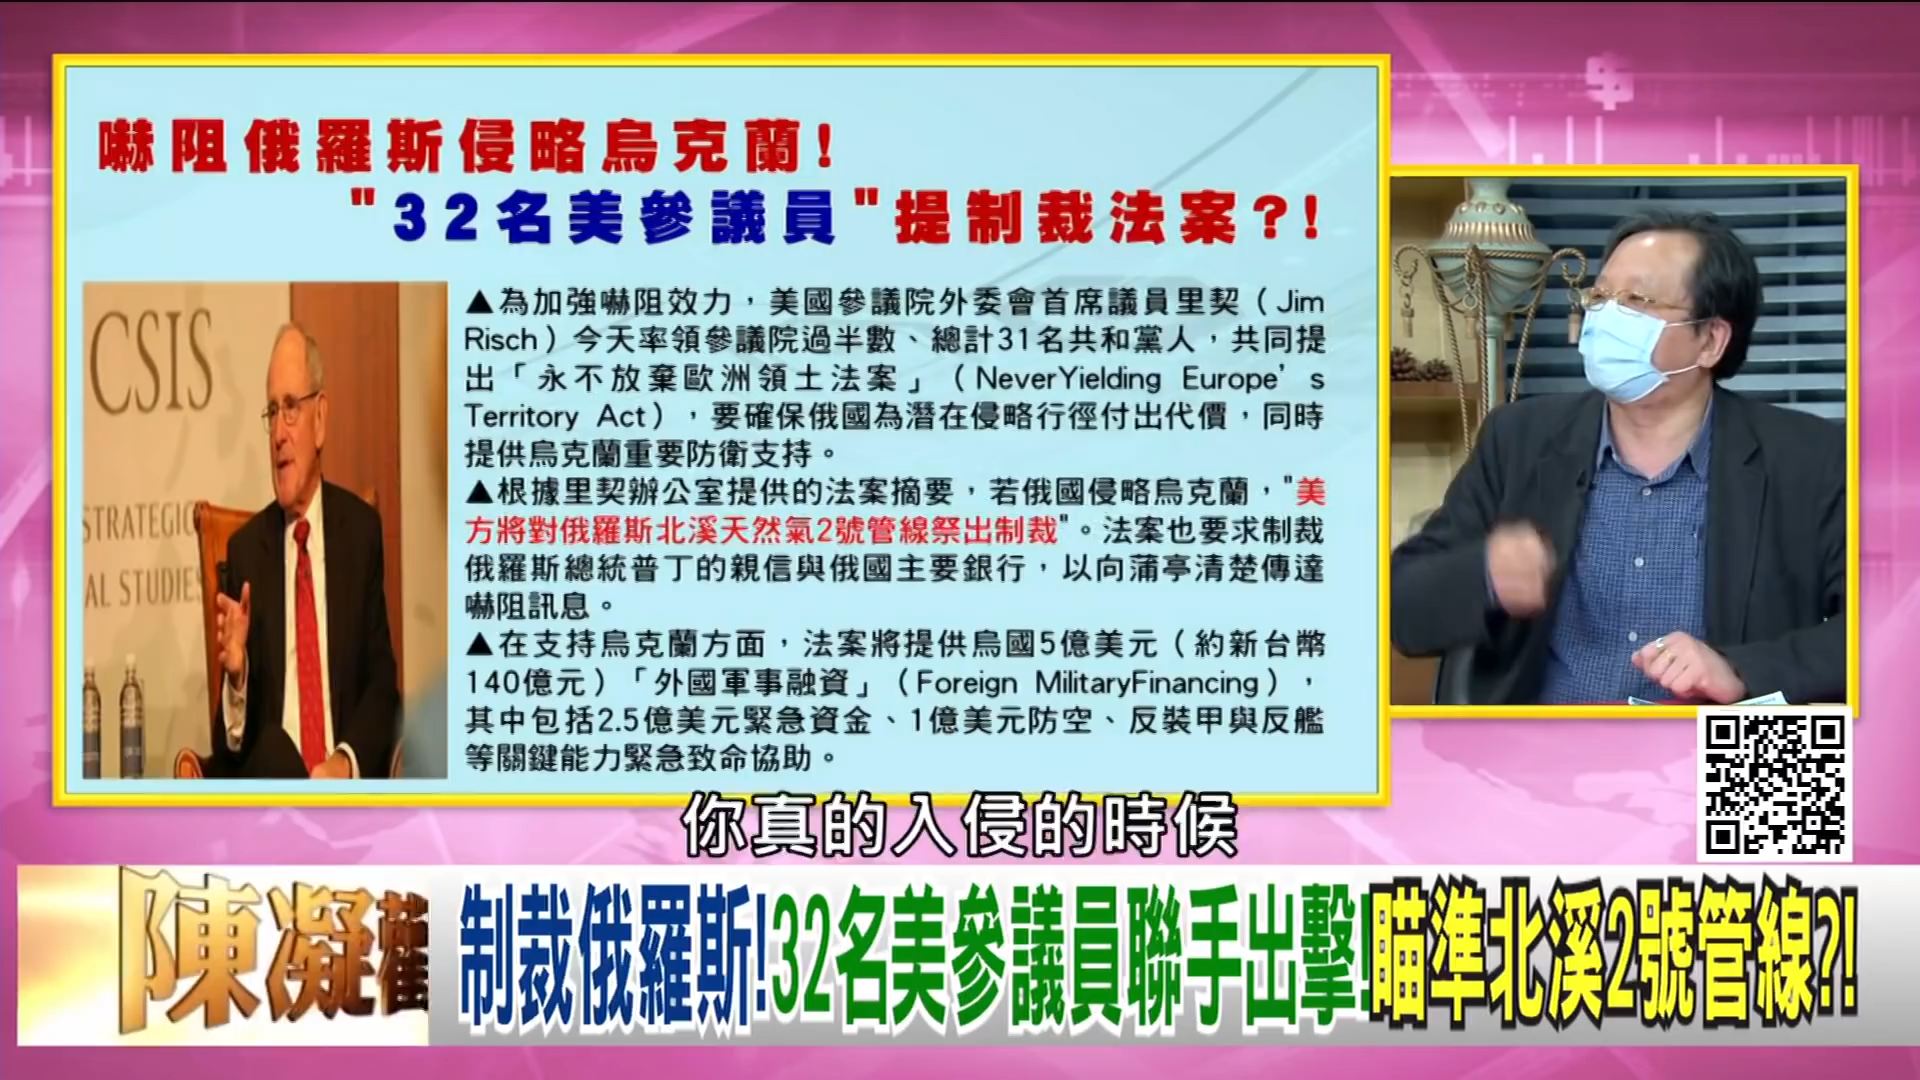 嚇阻俄羅斯侵略烏克蘭!
"32名美參議員"提制裁法案?!
CSIS
STRATEGIC
AL STUDIES
▲為加強嚇阻效力，美國參議院外委會首席議員里契（Jim
Risch）今天率領參議院過半數、總計31名共和黨人，共同提
出「永不放棄歐洲領土法案」（NeverYielding Europe’s
Territory Act），要確保俄國為潛在侵略行徑付出代價，同時
提供烏克蘭重要防衛支持。
▲根據里契辦公室提供的法案摘要，若俄國侵略烏克蘭，"美
方將對俄羅斯北溪天然氣2號管線祭出制裁"。法案也要求制裁
俄羅斯總統普丁的親信與俄國主要銀行，以向蒲亭清楚傳達
嚇阻訊息。
▲在支持烏克蘭方面，法案將提供烏國5億美元（約新台幣
140億元）「外國軍事融資」（Foreign MilitaryFinancing），
其中包括2.5億美元緊急資金、1億美元防空、反裝甲與反艦
等關鍵能力緊急致命協助。
你真的入侵的時候
陳凝觀
制裁俄羅斯!32名美參議員聯手出擊!瞄準北溪2號管線?!